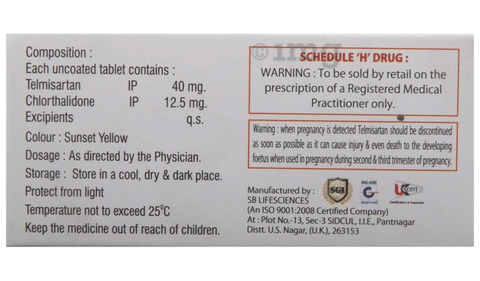 Composition :
Each uncoated tablet contains :
Telmisartan IP 40 mg.
Chlorthalidone IP 12.5 mg.
Excipients q.s.
Colour : Sunset Yellow
Dosage : As directed by the Physician.
Storage : Store in a cool, dry & dark place.
Protect from light
Temperature not to exceed 25°C
Keep the medicine out of reach of children.
©1mg
SCHEDULE 'H' DRUG :
WARNING : To be sold by retail on the
prescription of a Registered Medical
Practitioner only.
Warning : when pregnancy is detected Telmisartan should be discontinued
as soon as possible as it can cause injury & even death to the developing
foetus when used in pregnancy during second & third trimester of pregnancy.
Manufactured by :
SB LIFESCIENCES
(An ISO 9001:2008 Certified Company)
At : Plot No.-13, Sec-3 SIDCUL, I.I.E., Pantnagar
Distt. U.S. Nagar, (U.K.), 263153
SGI